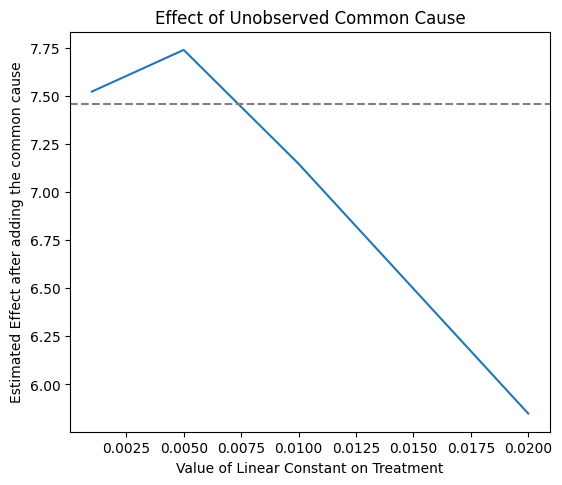 Effect of Unobserved Common Cause
Estimated Effect after adding the common cause
7.75
7.50
7.25
7.00
6.75
6.50
6.25
6.00
0.0025 0.0050 0.0075 0.0100 0.0125 0.0150 0.0175 0.0200
Value of Linear Constant on Treatment